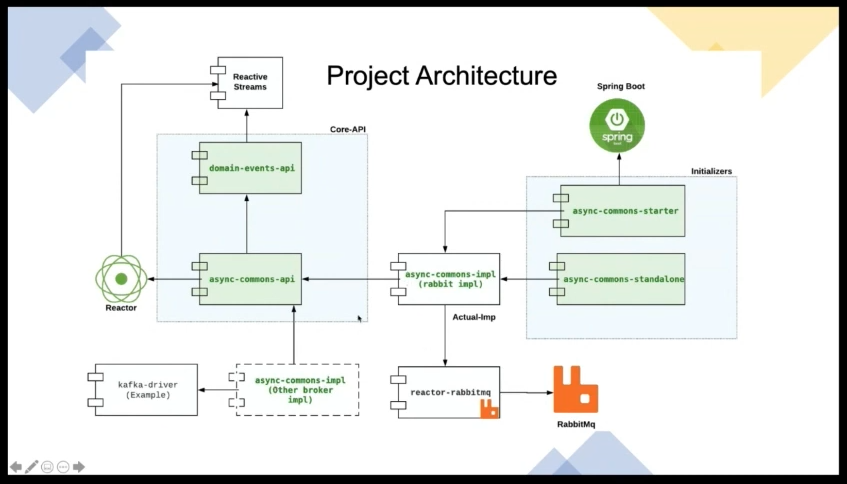 Project Architecture
Reactive
Streams
Spring Boot
spring
boot
Core-API
domain-events-api
Initializers
async-commons-starter
async-commons-api
async-commons-impl
(rabbit impl)
async-commons-standalone
Reactor
Actual-Imp
kafka-driver
(Example)
async-commons-impl
(Other broker
impl)
reactor-rabbitmq
RabbitMq